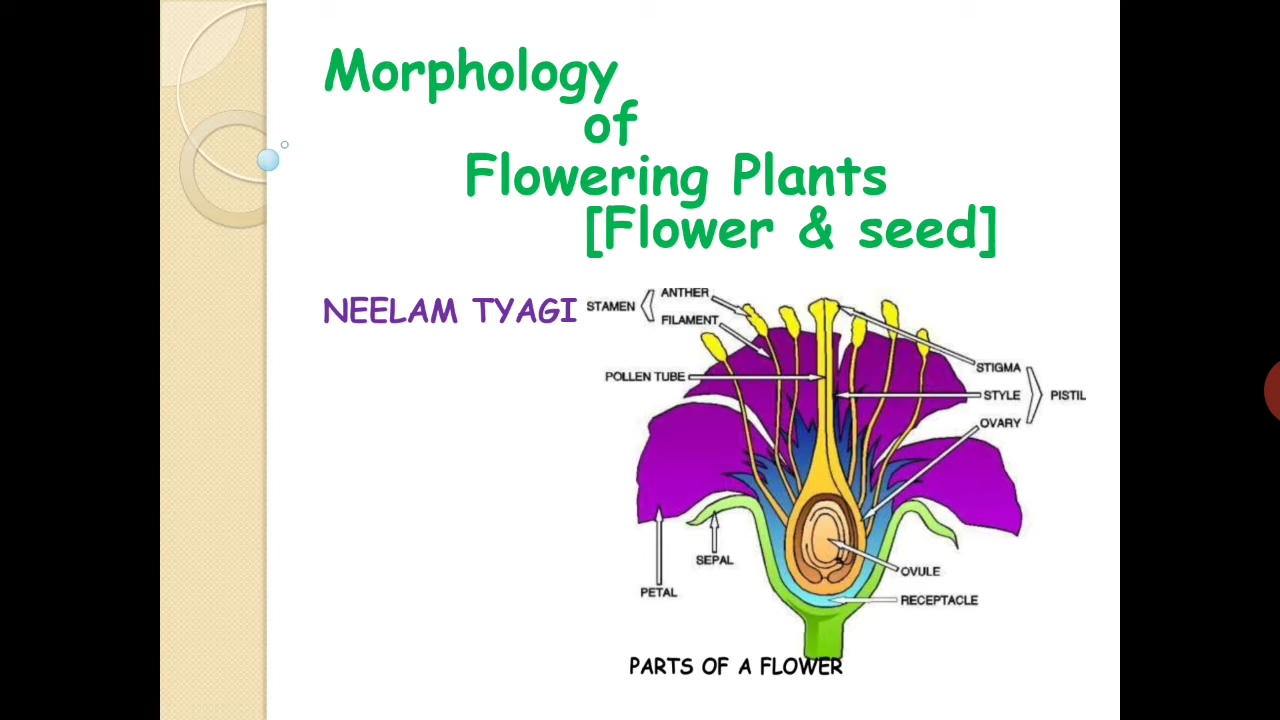 Morphology
of
Flowering Plants
[Flower & seed]
NEELAM TYAGI
ANTHER
STAMEN
FILAMENT
POLLEN TUBE
STIGMA
STYLE
PISTIL
OVARY
SEPAL
PETAL
OVULE
RECEPTACLE
PARTS OF A FLOWER